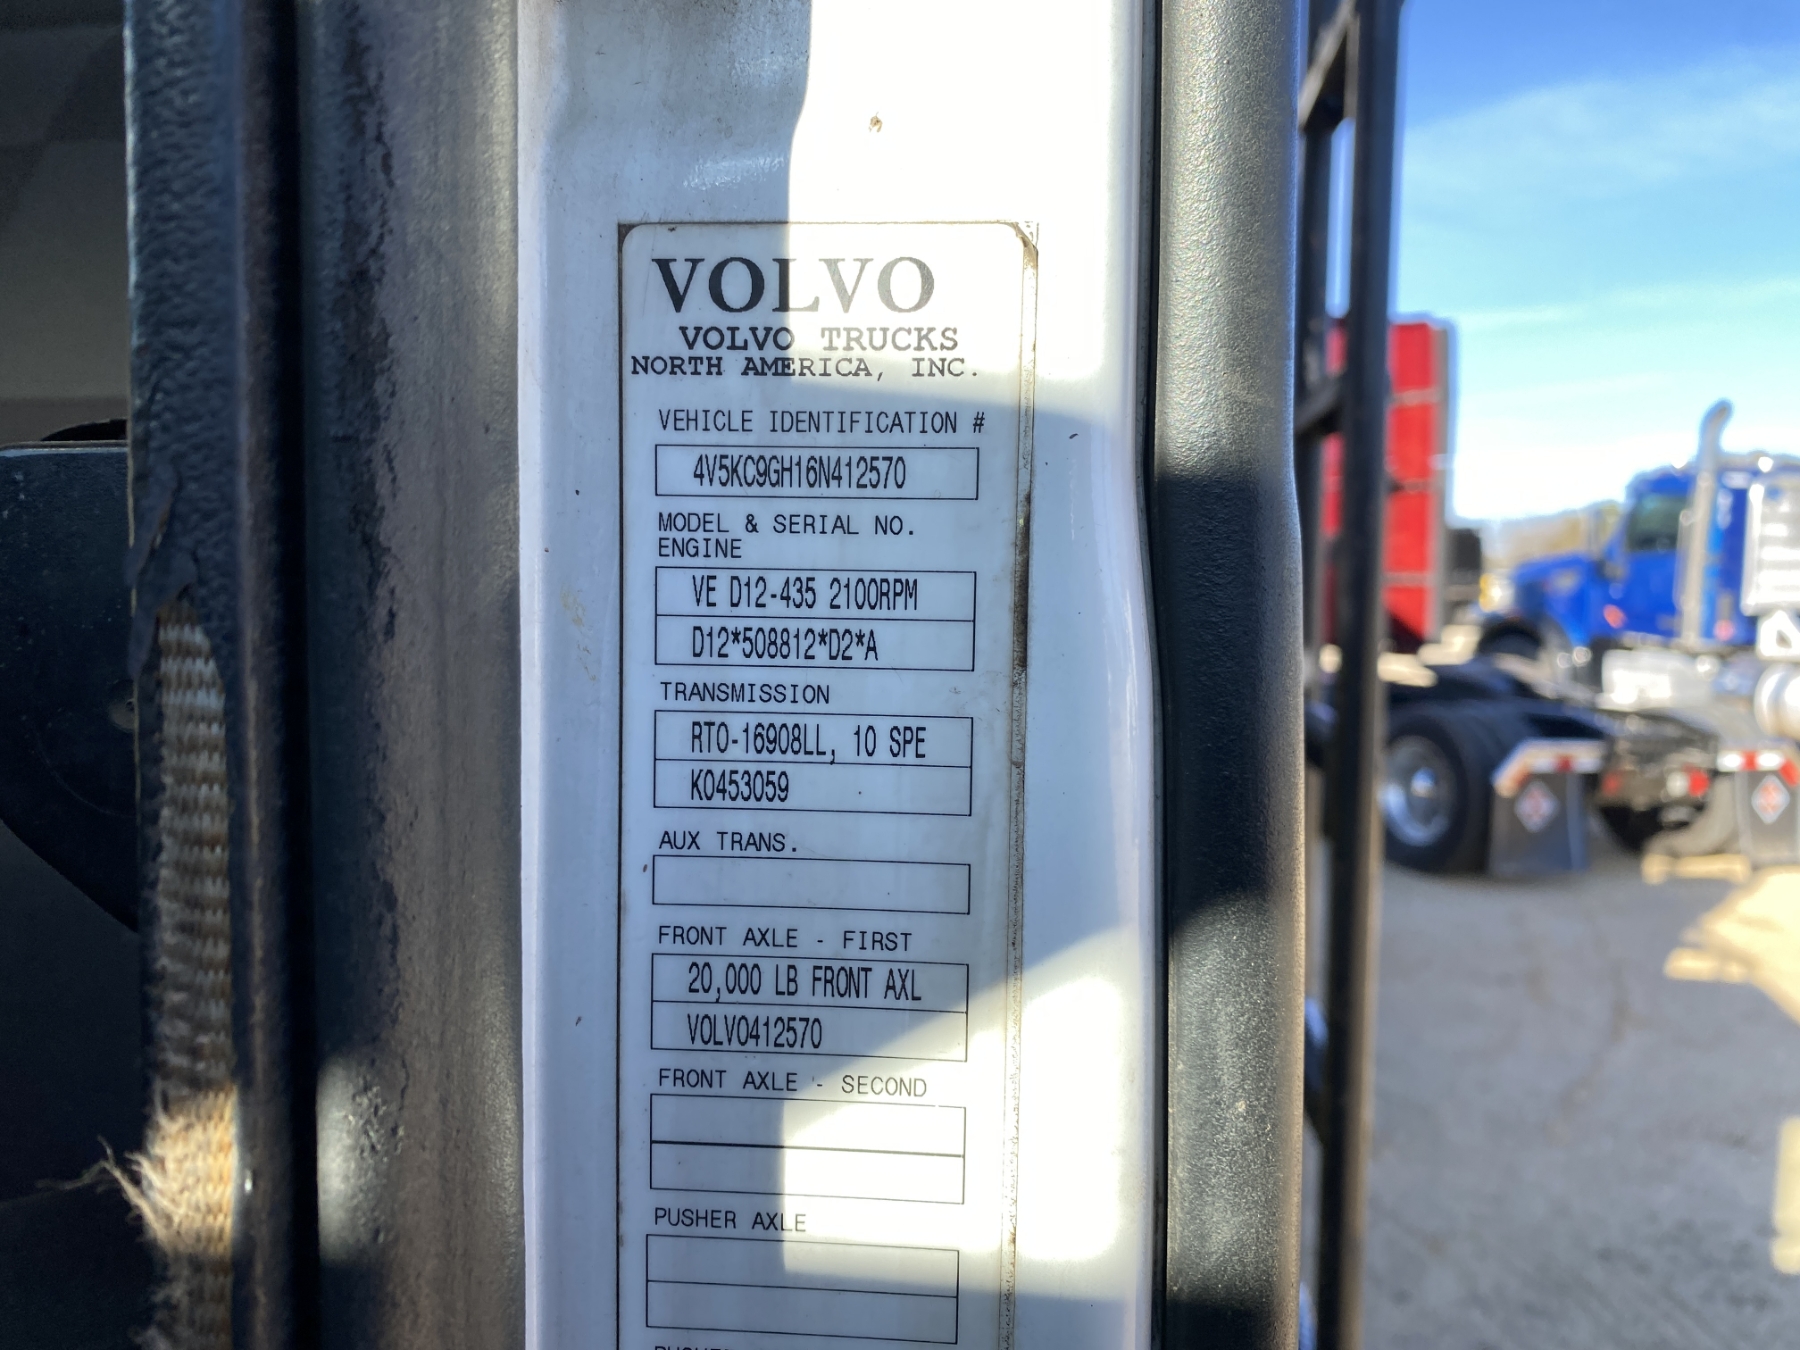 VOLVO
VOLVO TRUCKS
NORTH AMERICA, INC.
VEHICLE IDENTIFICATION #
4V5KC9GH16N412570
MODEL & SERIAL NO.
ENGINE
VE D12-435 2100RPM
D12*508812*D2*A
TRANSMISSION
RTO-16908LL, 10 SPE
K0453059
AUX TRANS.
FRONT AXLE - FIRST
20,000 LB FRONT AXL
VOLVO412570
FRONT AXLE - SECOND
PUSHER AXLE